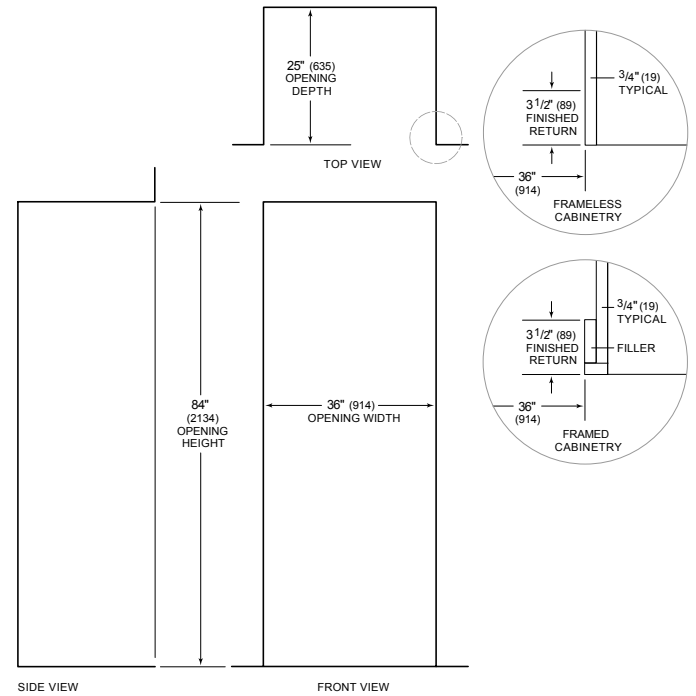 25" (635)
OPENING
DEPTH
TOP VIEW
3/4" (19)
TYPICAL
3 1/2" (89)
FINISHED
RETURN
36"
(914)
FRAMELESS
CABINETRY
3/4" (19)
TYPICAL
3 1/2" (89)
FINISHED
RETURN
FILLER
36"
(914)
FRAMED
CABINETRY
84"
(2134)
OPENING
HEIGHT
36" (914)
OPENING WIDTH
SIDE VIEW
FRONT VIEW